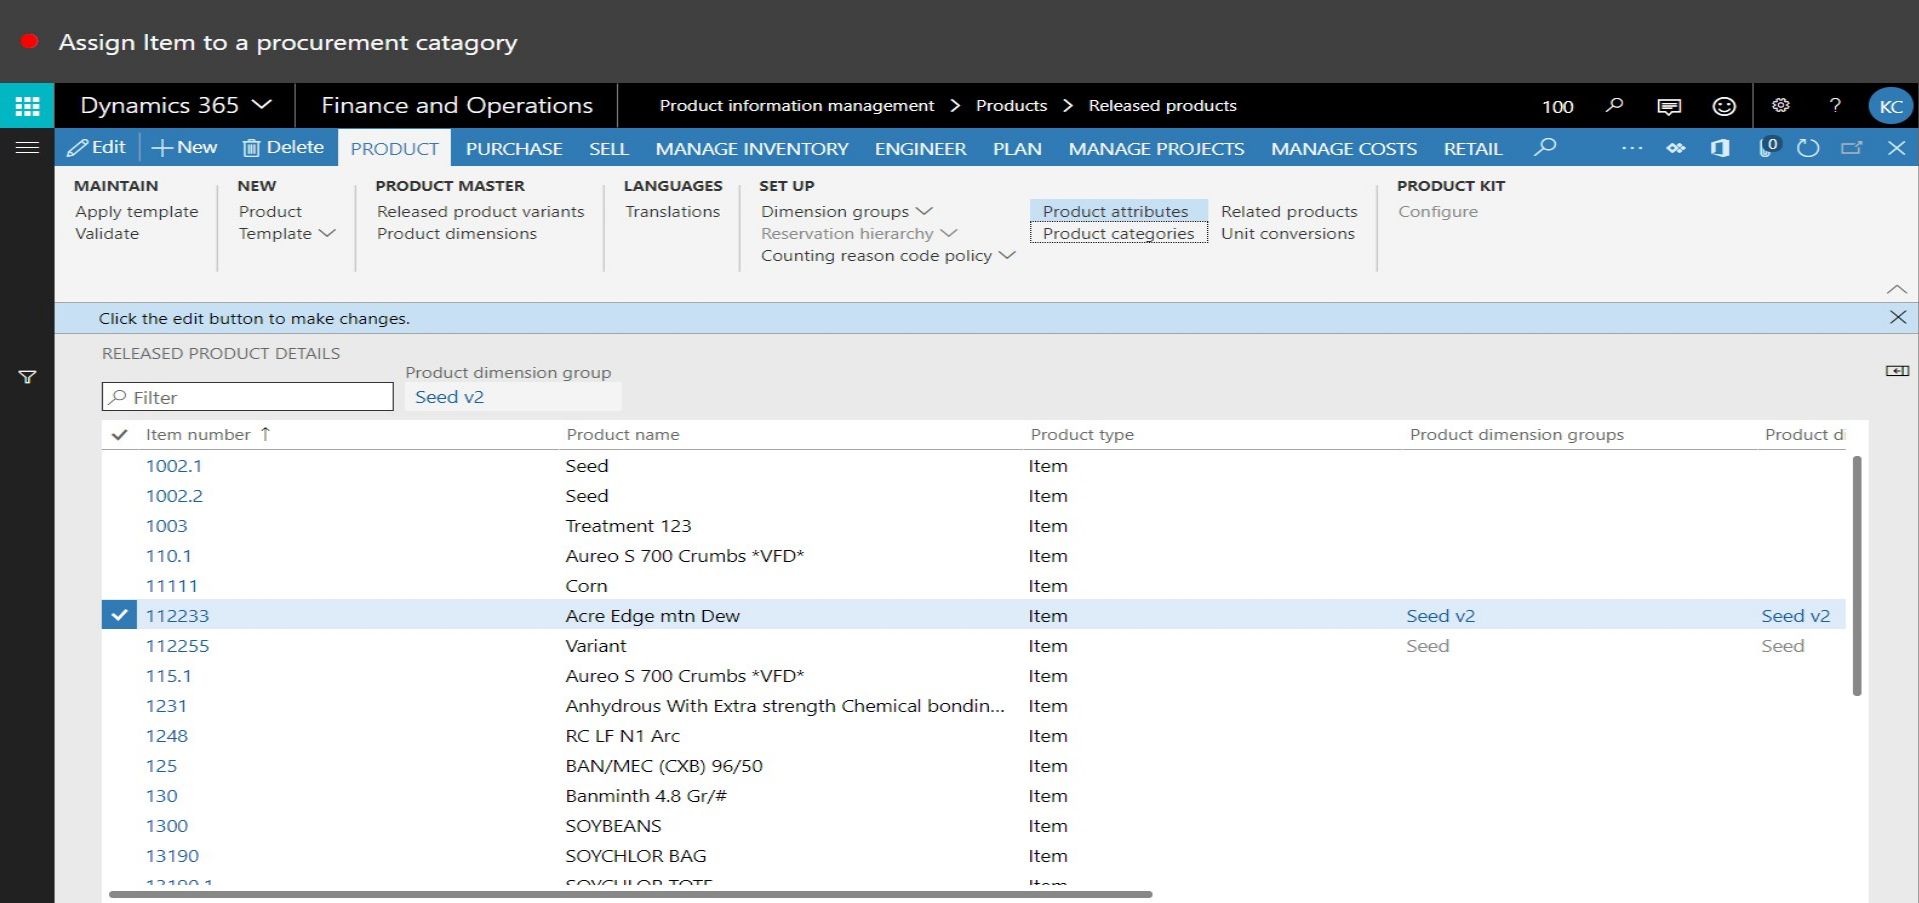 Assign Item to a procurement catagory
Dynamics 365 Finance and Operations Product information management > Products > Released products 100 ? KC
Edit New Delete PRODUCT PURCHASE SELL MANAGE INVENTORY ENGINEER PLAN MANAGE PROJECTS MANAGE COSTS RETAIL ... 0
MAINTAIN NEW PRODUCT MASTER LANGUAGES SET UP PRODUCT KIT
Apply template Product Released product variants Translations Dimension groups Product attributes Related products Configure
Validate Template Product dimensions Reservation hierarchy Product categories Unit conversions
Counting reason code policy
Click the edit button to make changes.
RELEASED PRODUCT DETAILS
Product dimension group
Filter Seed v2
Item number ↑ Product name Product type Product dimension groups Product di
1002.1 Seed Item
1002.2 Seed Item
1003 Treatment 123 Item
110.1 Aureo S 700 Crumbs *VFD* Item
11111 Corn Item
112233 Acre Edge mtn Dew Item Seed v2 Seed v2
112255 Variant Item Seed Seed
115.1 Aureo S 700 Crumbs *VFD* Item
1231 Anhydrous With Extra strength Chemical bondin... Item
1248 RC LF N1 Arc Item
125 BAN/MEC (CXB) 96/50 Item
130 Banminth 4.8 Gr/# Item
1300 SOYBEANS Item
13190 SOYCHLOR BAG Item
13190.1 SOYCHLOR TOTE Item